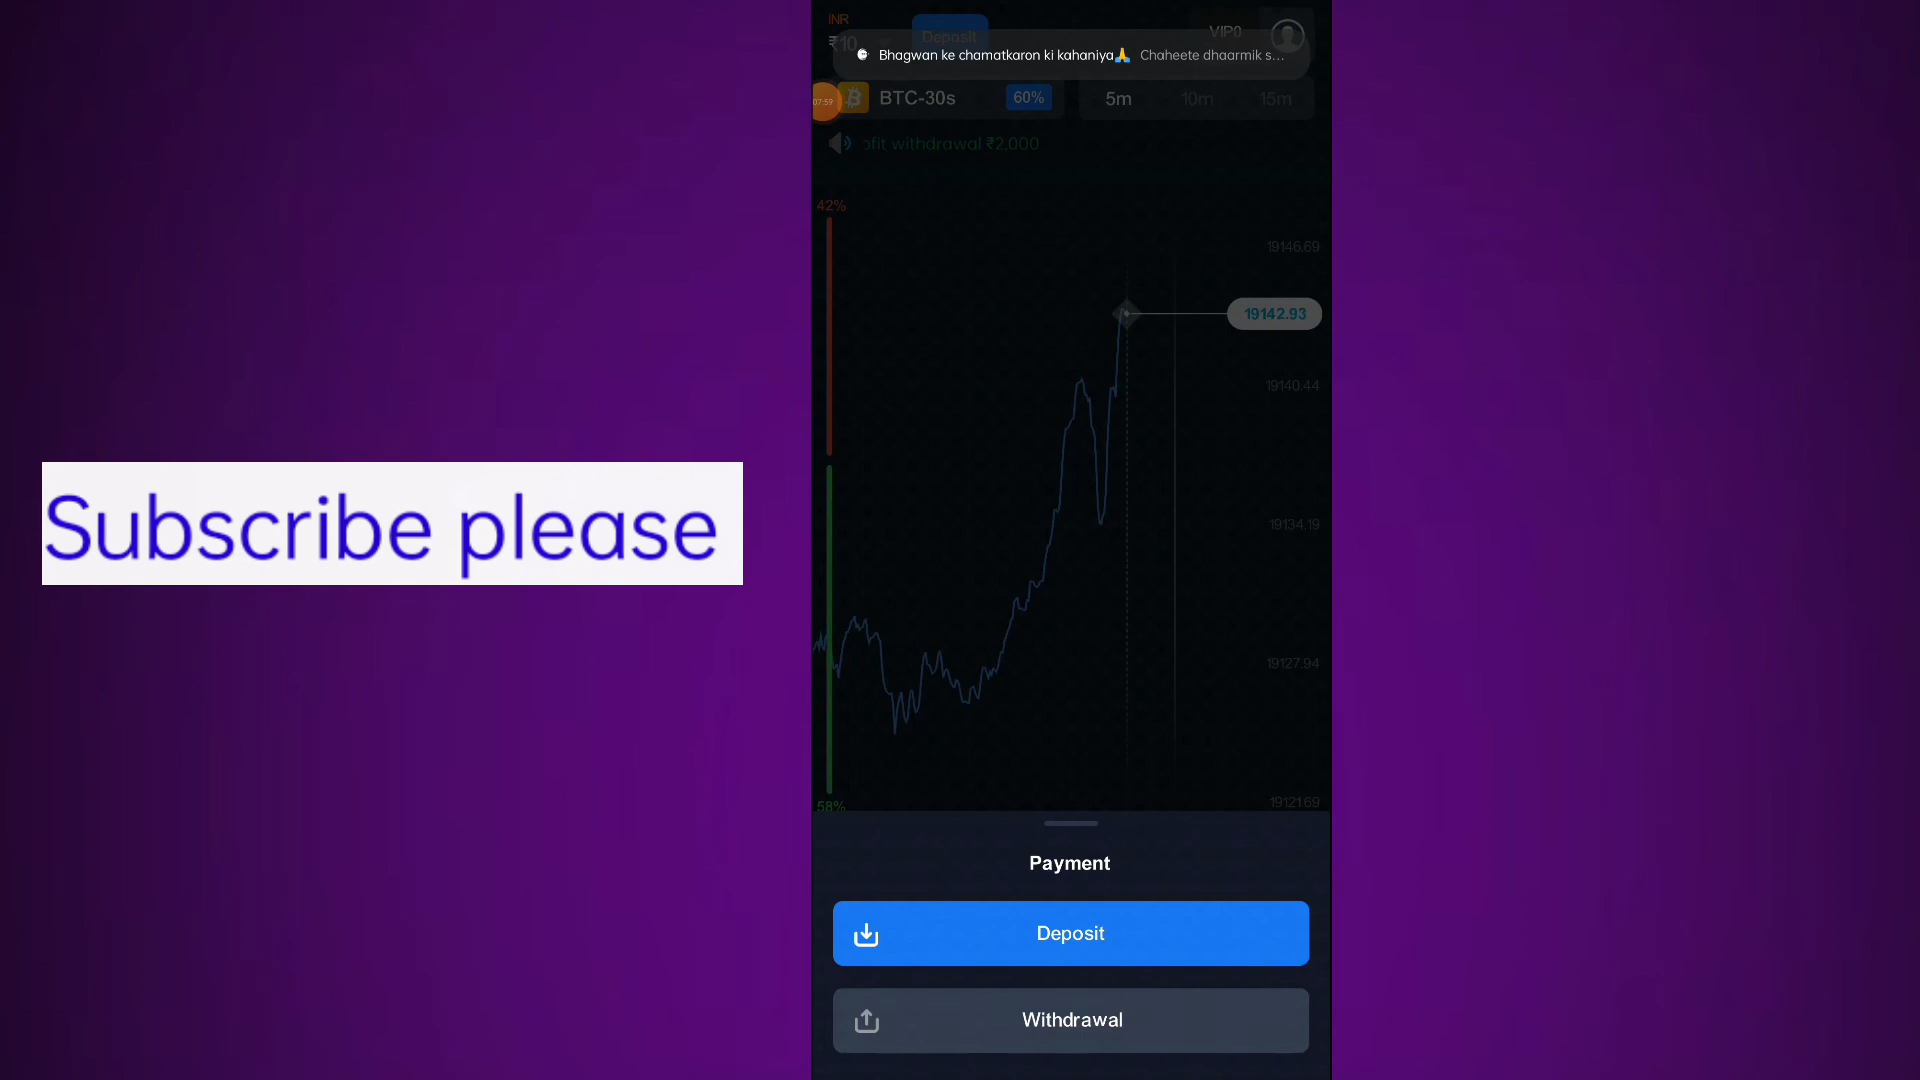 INR
₹10
Deposit
VIP0
Bhagwan ke chamatkaron ki kahaniya🙏 Chaheete dhaarmik s...
07:59
BTC-30s
60%
5m
10m
15m
ofit withdrawal ₹2,000
42%
19146.69
19142.93
19140.44
Subscribe please
19134.19
19127.94
19121.69
58%
Payment
Deposit
Withdrawal